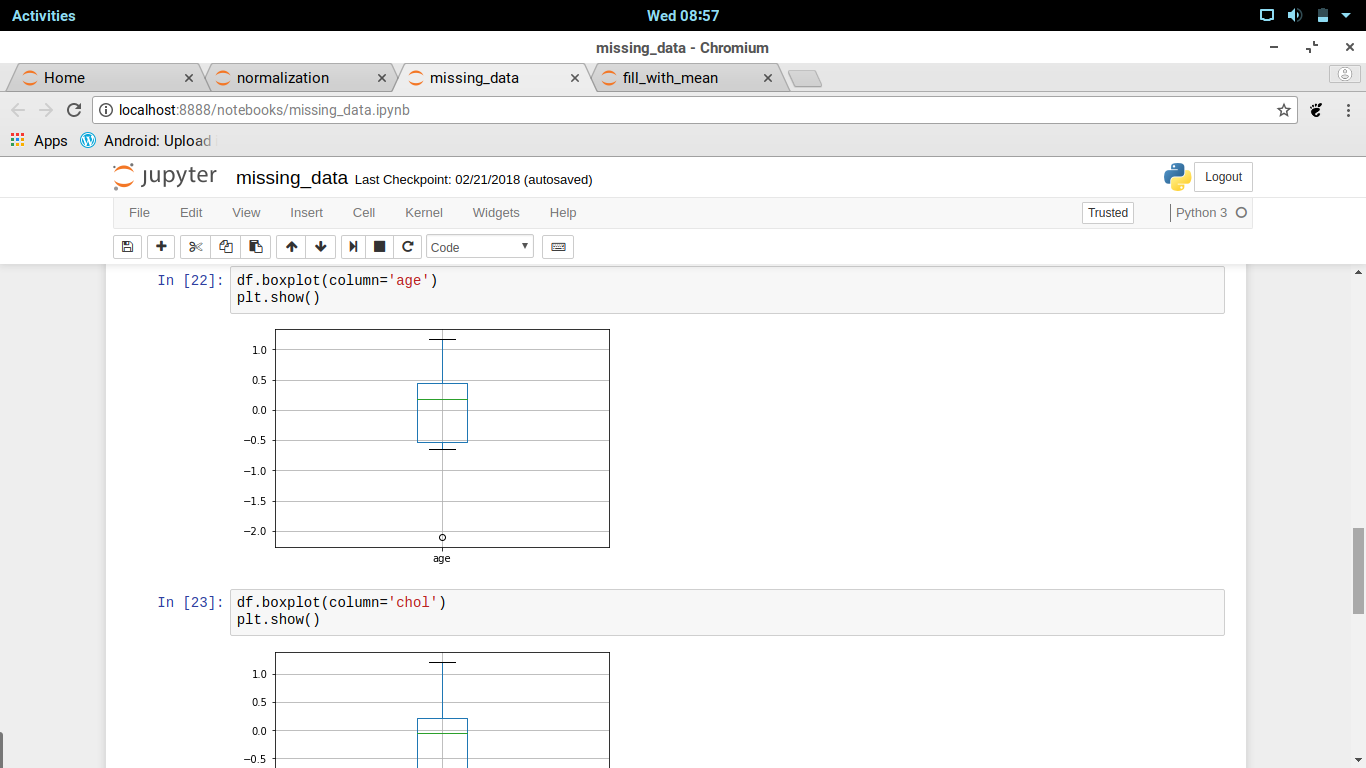 Activities
Wed 08:57
missing_data - Chromium
Home
normalization
missing_data
fill_with_mean
localhost:8888/notebooks/missing_data.ipynb
Apps
Android: Upload
jupyter
missing_data Last Checkpoint: 02/21/2018 (autosaved)
Logout
File Edit View Insert Cell Kernel Widgets Help
Trusted
Python 3
Code
In [22]: df.boxplot(column='age')
plt.show()
1.0
0.5
0.0
−0.5
−1.0
−1.5
−2.0
age
In [23]: df.boxplot(column='chol')
plt.show()
1.0
0.5
0.0
−0.5